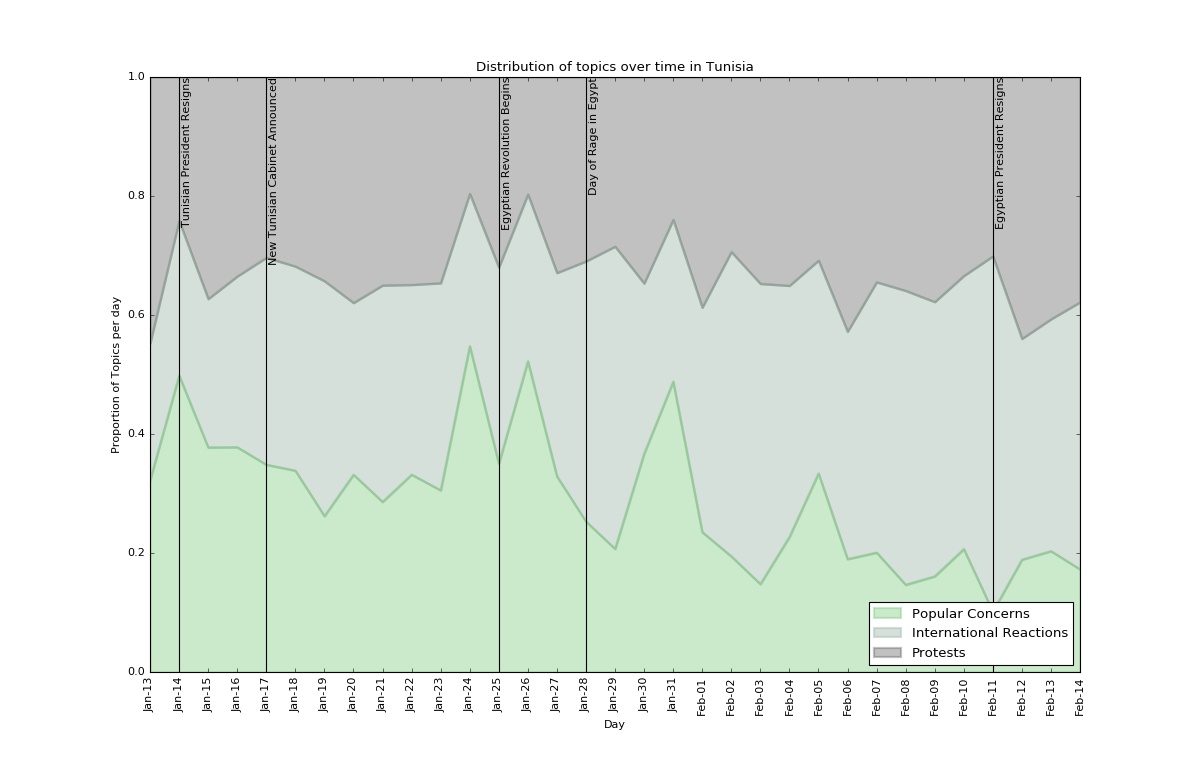 Distribution of topics over time in Tunisia
1.0
0.8
0.6
0.4
0.2
0.0
Proportion of Topics per day
Tunisian President Resigns
New Tunisian Cabinet Announced
Egyptian Revolution Begins
Day of Rage in Egypt
Egyptian President Resigns
Popular Concerns
International Reactions
Protests
Jan-13
Jan-14
Jan-15
Jan-16
Jan-17
Jan-18
Jan-19
Jan-20
Jan-21
Jan-22
Jan-23
Jan-24
Jan-25
Jan-26
Jan-27
Jan-28
Jan-29
Jan-30
Jan-31
Feb-01
Feb-02
Feb-03
Feb-04
Feb-05
Feb-06
Feb-07
Feb-08
Feb-09
Feb-10
Feb-11
Feb-12
Feb-13
Feb-14
Day